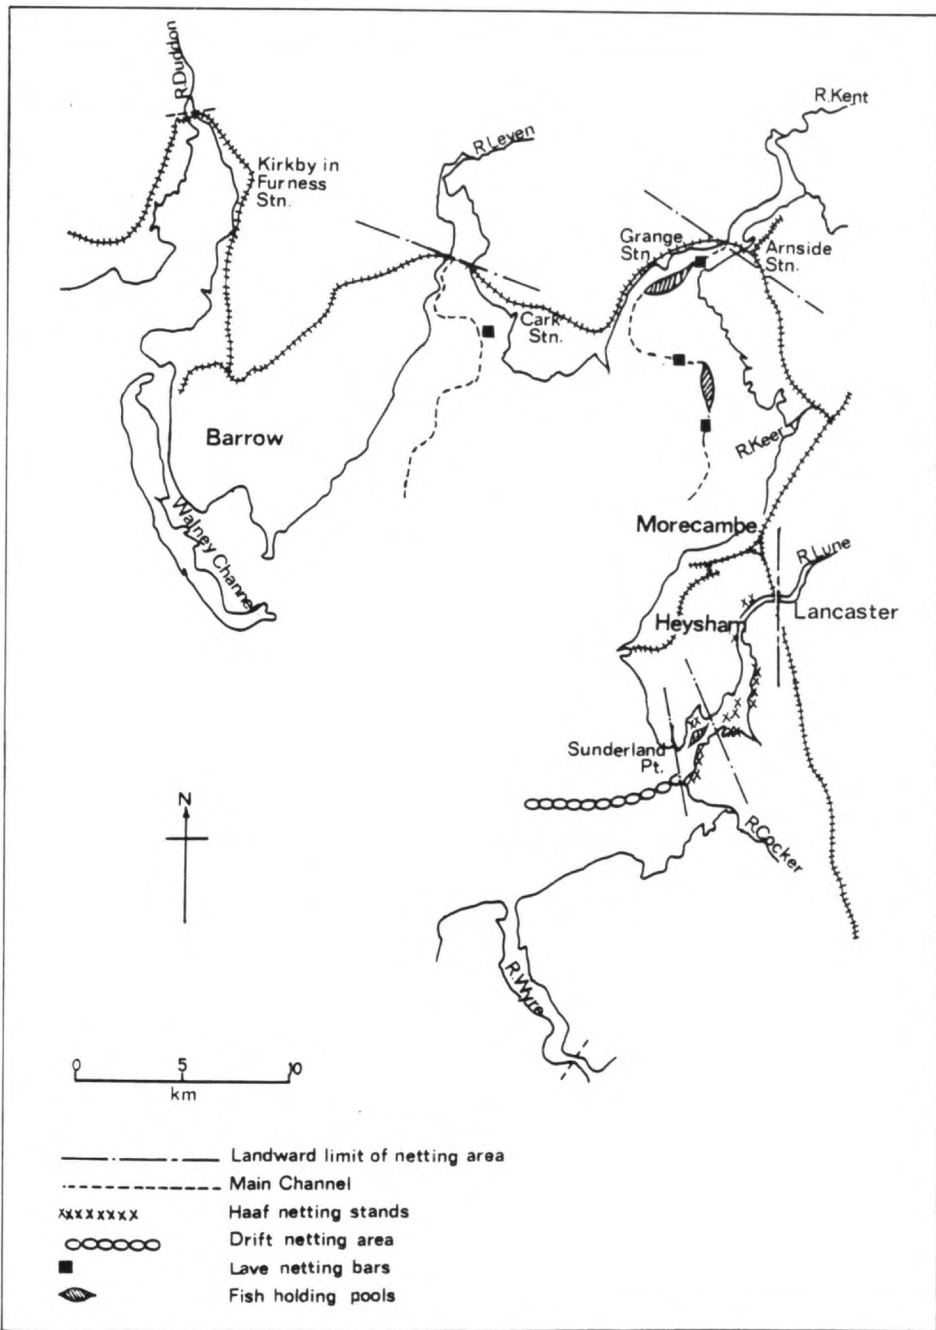 R.Duddon
R.Kent
R.Leven
Kirkby in
Furness
Stn.
Grange
Stn.
Arnside
Stn.
Cark
Stn.
Barrow
R.Keer
Walney Channel
Morecambe
R.Lune
Lancaster
Heysham
Sunderland
Pt.
N
R.Cocker
R.Wyre
0 5 10
km
Landward limit of netting area
Main Channel
Haaf netting stands
Drift netting area
Lave netting bars
Fish holding pools